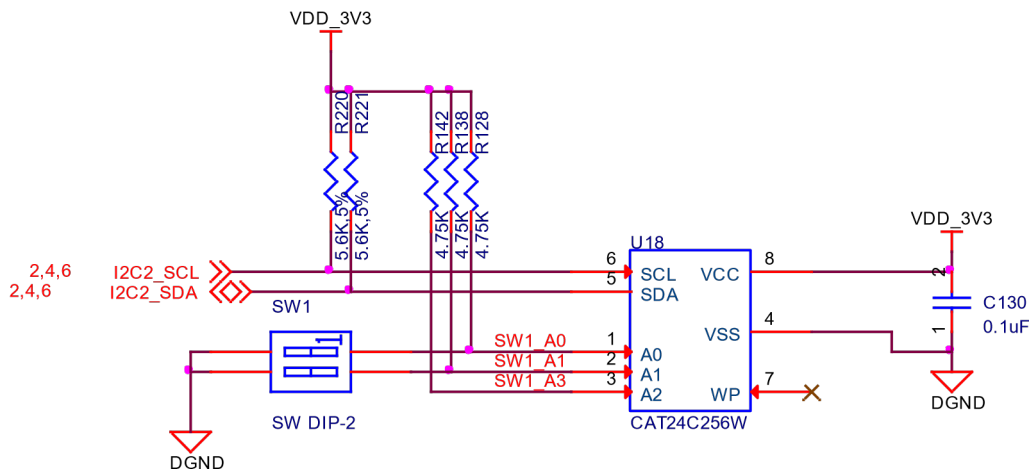 VDD_3V3
R220
R221
R142
R138
R128
5.6K,5%
5.6K,5%
4.75K
4.75K
4.75K
VDD_3V3
U18
2,4,6 I2C2_SCL 6 SCL VCC 8 2
2,4,6 I2C2_SDA 5 SDA
C130
SW1
0.1uF
VSS 4 1
1
SW1_A0 1 A0
SW1_A1 2 A1
SW1_A3 3 A2 WP 7
DGND
SW DIP-2 CAT24C256W
DGND